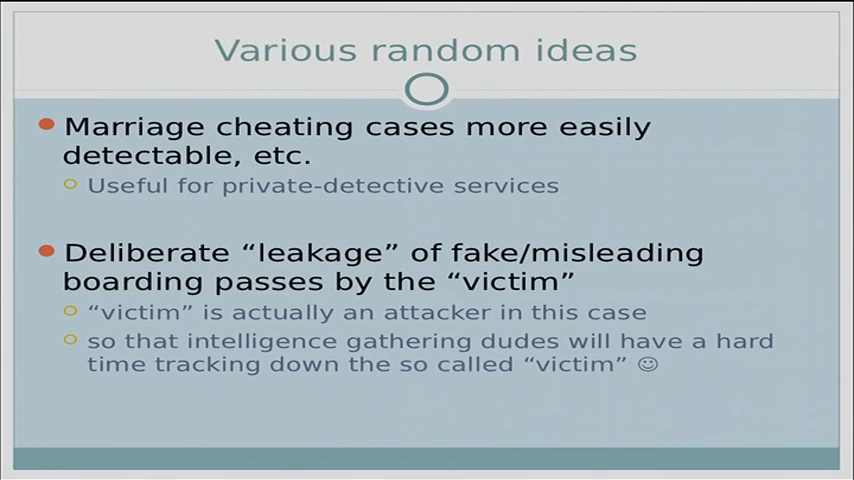 Various random ideas
Marriage cheating cases more easily
detectable, etc.
Useful for private-detective services
Deliberate “leakage” of fake/misleading
boarding passes by the “victim”
“victim” is actually an attacker in this case
so that intelligence gathering dudes will have a hard
time tracking down the so called “victim” ☺